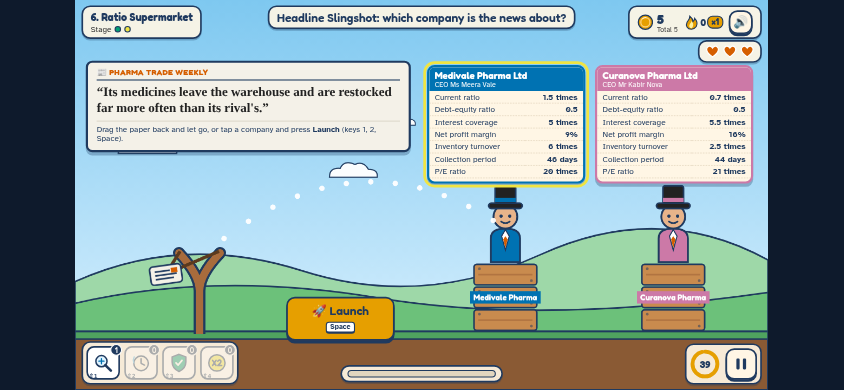 6. Ratio Supermarket
Stage
Headline Slingshot: which company is the news about?
5
Total 5
0
x1
PHARMA TRADE WEEKLY
“Its medicines leave the warehouse and are restocked
far more often than its rival's.”
Drag the paper back and let go, or tap a company and press Launch (keys 1, 2,
Space).
Medivale Pharma Ltd
CEO Ms Meera Vale
Current ratio 1.5 times
Debt-equity ratio 0.5
Interest coverage 5 times
Net profit margin 9%
Inventory turnover 6 times
Collection period 46 days
P/E ratio 20 times
Curanova Pharma Ltd
CEO Mr Kabir Nova
Current ratio 0.7 times
Debt-equity ratio 0.5
Interest coverage 5.5 times
Net profit margin 16%
Inventory turnover 2.5 times
Collection period 44 days
P/E ratio 21 times
Medivale Pharma
Curanova Pharma
Launch
Space
1
0
0
0
X2
39